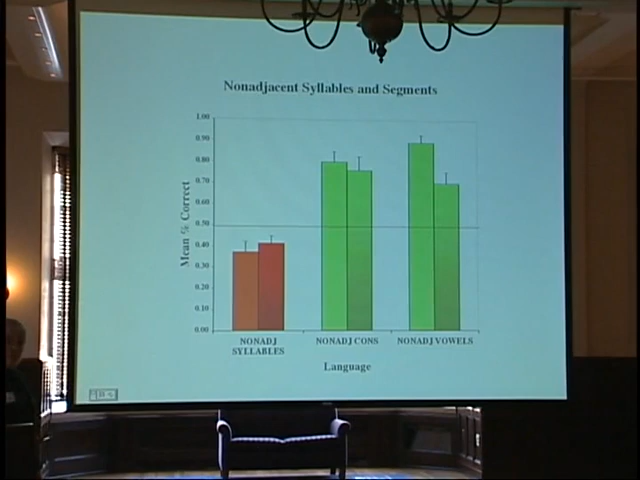 Nonadjacent Syllables and Segments
1.00
0.90
0.80
0.70
0.60
0.50
0.40
0.30
0.20
0.10
0.00
Mean % Correct
NONADJ SYLLABLES
NONADJ CONS
NONADJ VOWELS
Language